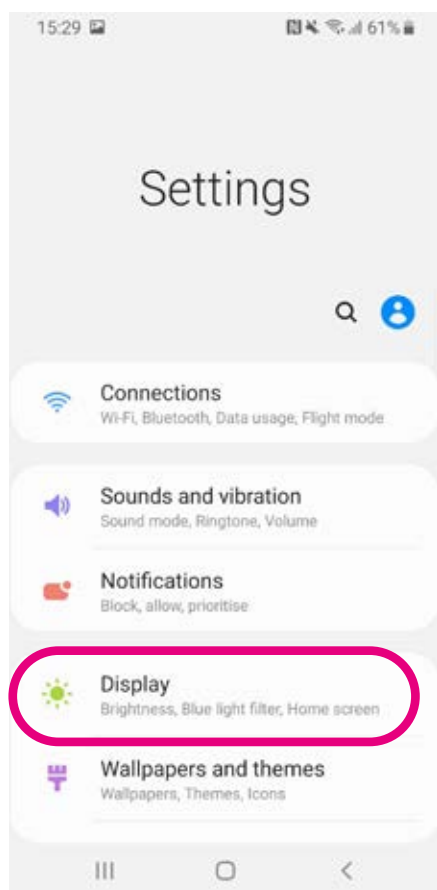 15:29 61%
Settings
Connections
Wi-Fi, Bluetooth, Data usage, Flight mode
Sounds and vibration
Sound mode, Ringtone, Volume
Notifications
Block, allow, prioritise
Display
Brightness, Blue light filter, Home screen
Wallpapers and themes
Wallpapers, Themes, Icons